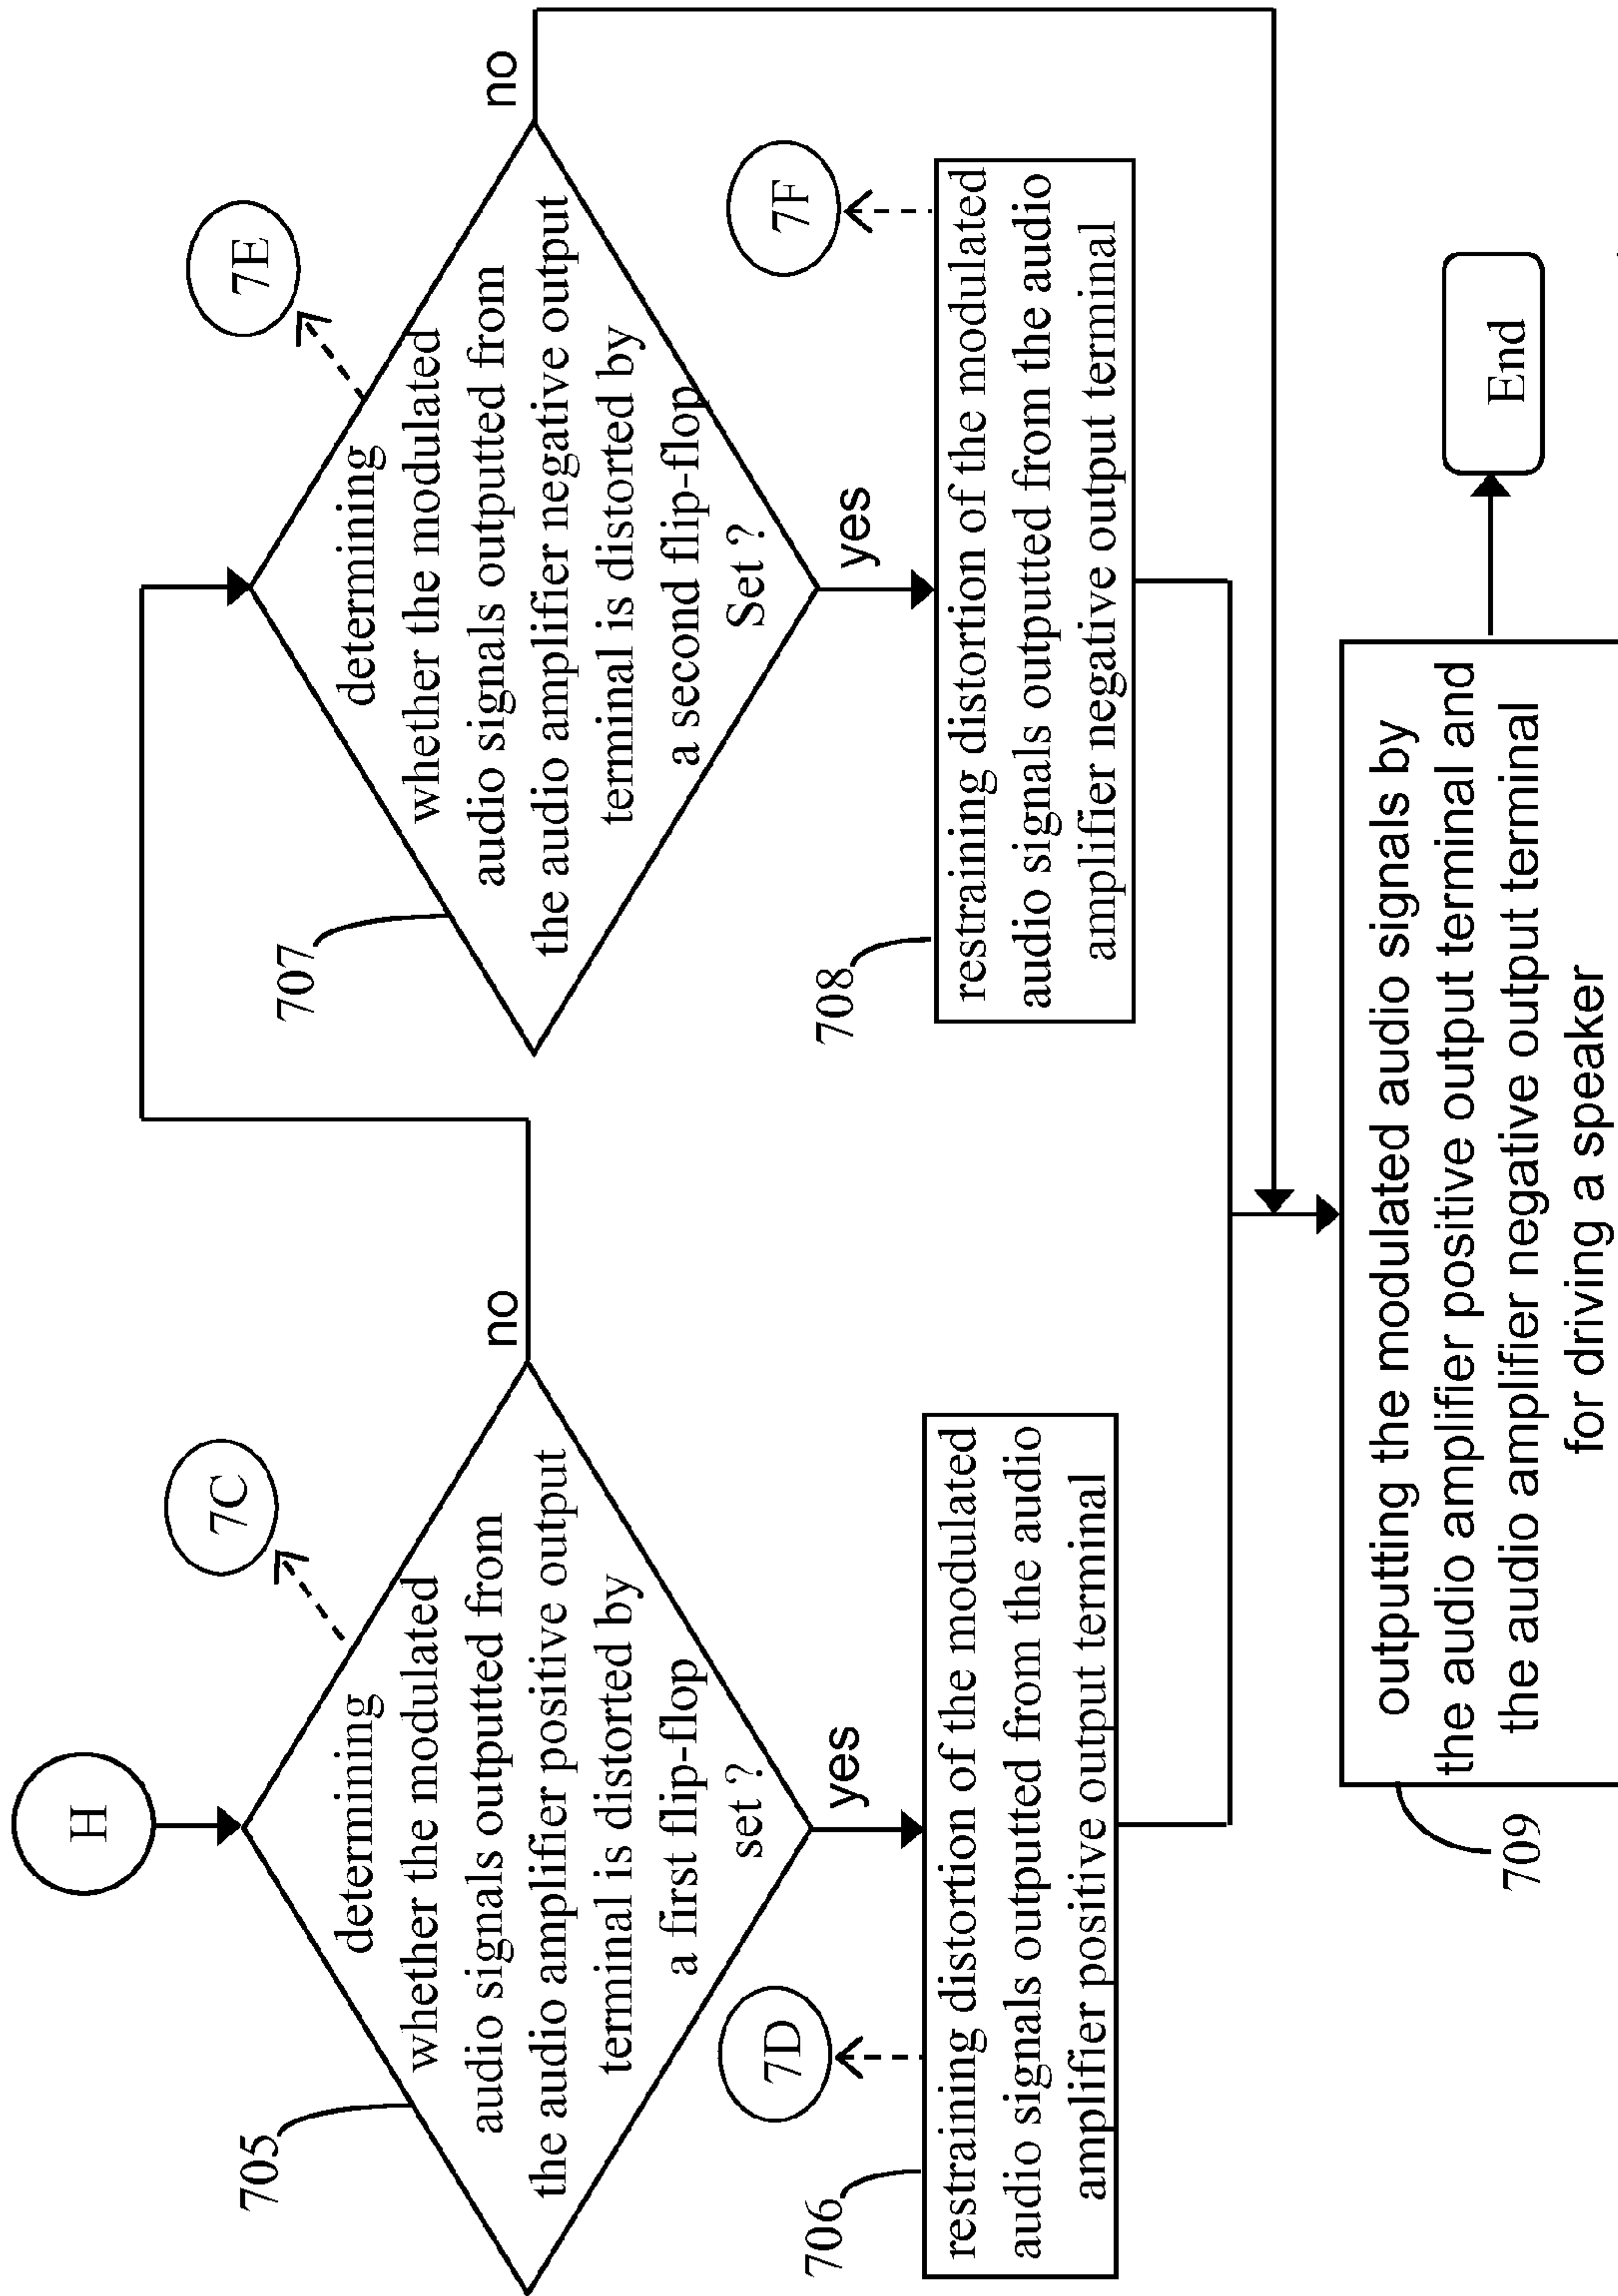 H
7C
705
determining
whether the modulated
audio signals outputted from
the audio amplifier positive output
terminal is distorted by
a first flip-flop
set ?
no
yes
7D
706
restraining distortion of the modulated
audio signals outputted from the audio
amplifier positive output terminal
7E
707
determining
whether the modulated
audio signals outputted from
the audio amplifier negative output
terminal is distorted by
a second flip-flop
Set ?
no
yes
7F
708
restraining distortion of the modulated
audio signals outputted from the audio
amplifier negative output terminal
709
outputting the modulated audio signals by
the audio amplifier positive output terminal and
the audio amplifier negative output terminal
for driving a speaker
End